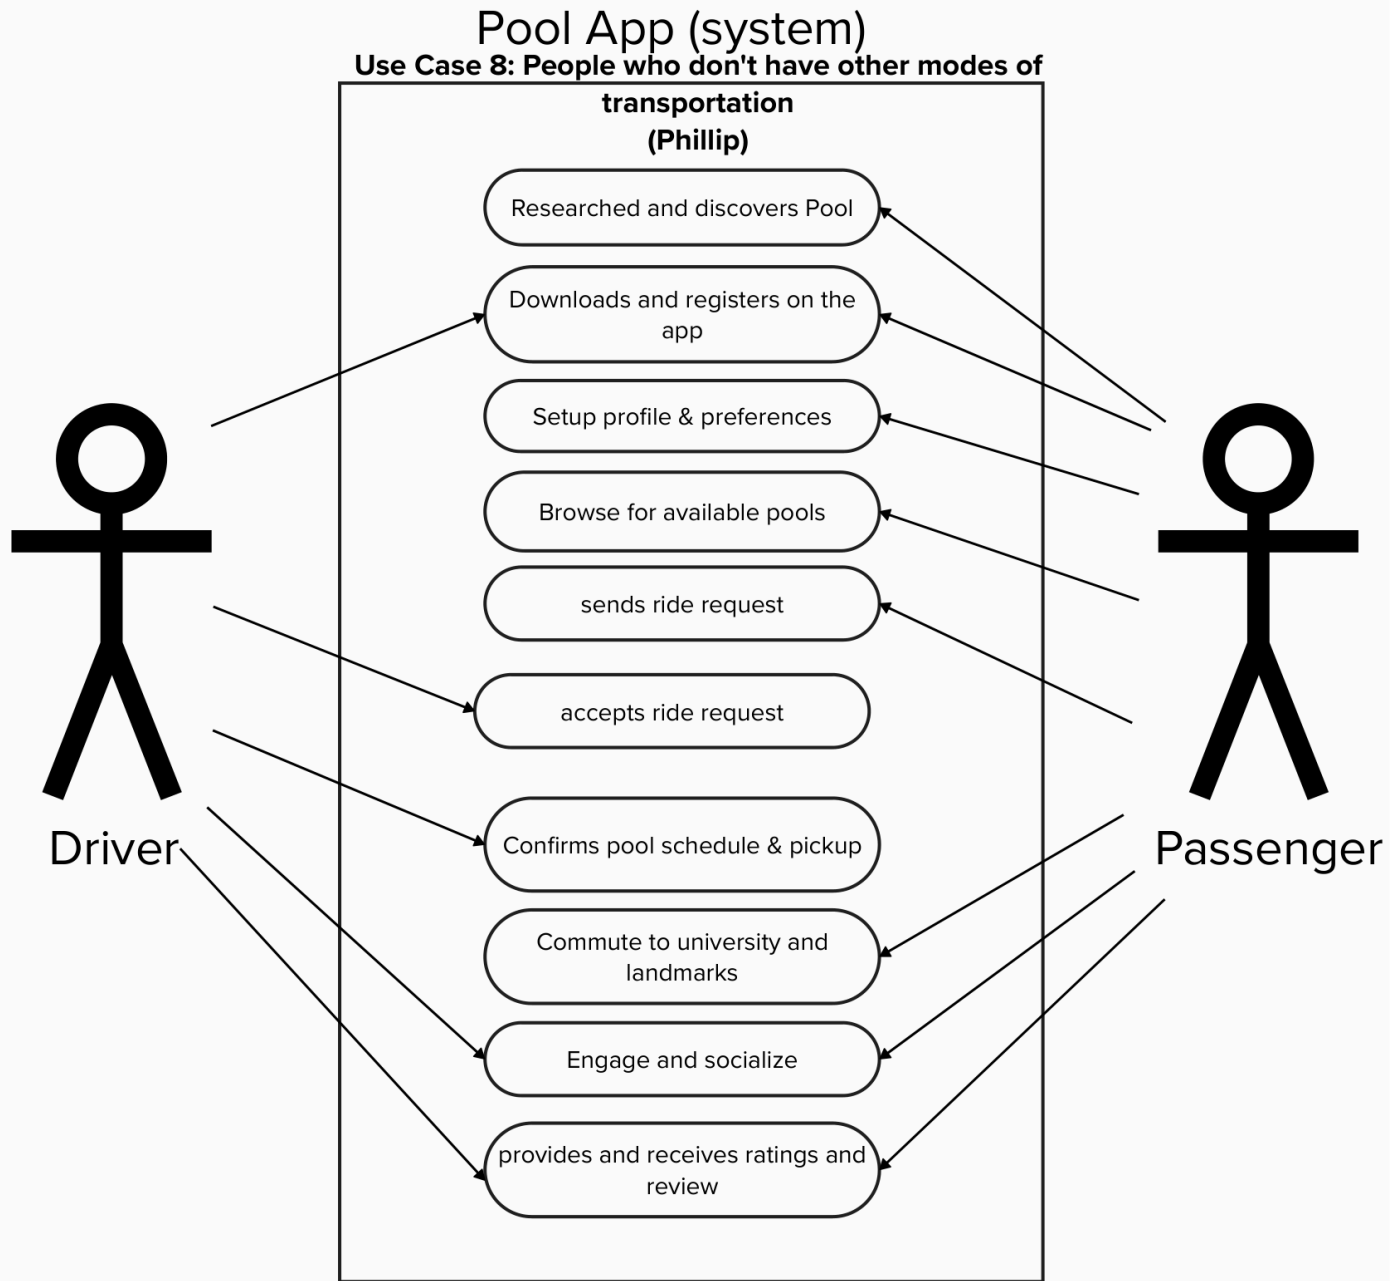 Pool App (system)
Use Case 8: People who don't have other modes of
transportation
(Phillip)
Researched and discovers Pool
Downloads and registers on the
app
Setup profile & preferences
Browse for available pools
sends ride request
accepts ride request
Confirms pool schedule & pickup
Driver
Passenger
Commute to university and
landmarks
Engage and socialize
provides and receives ratings and
review